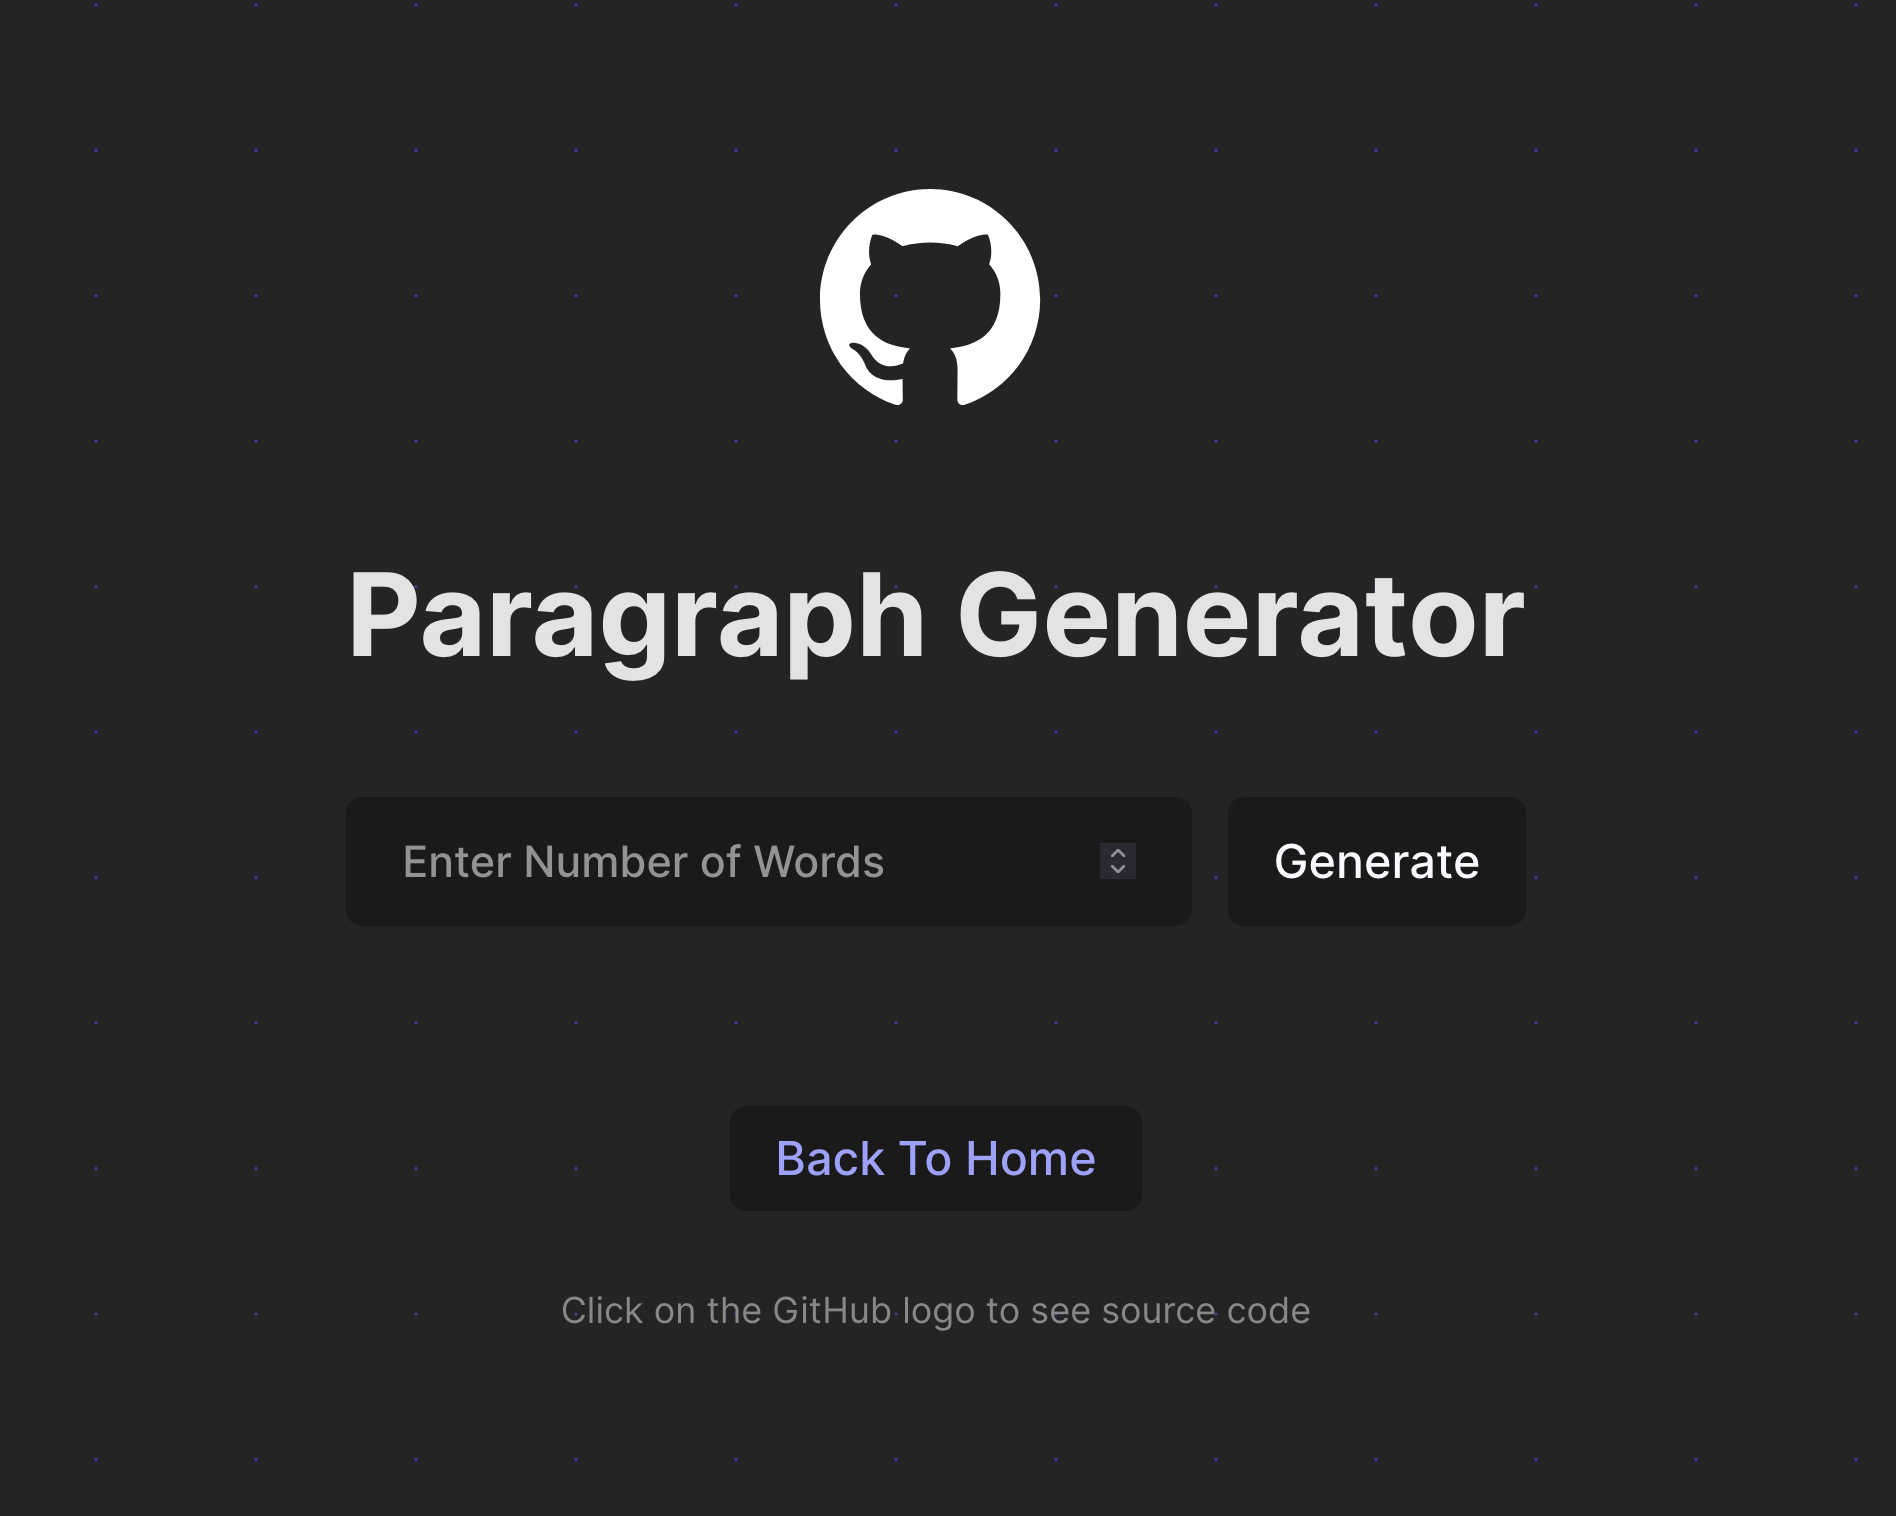 Paragraph Generator
Enter Number of Words
Generate
Back To Home
Click on the GitHub logo to see source code